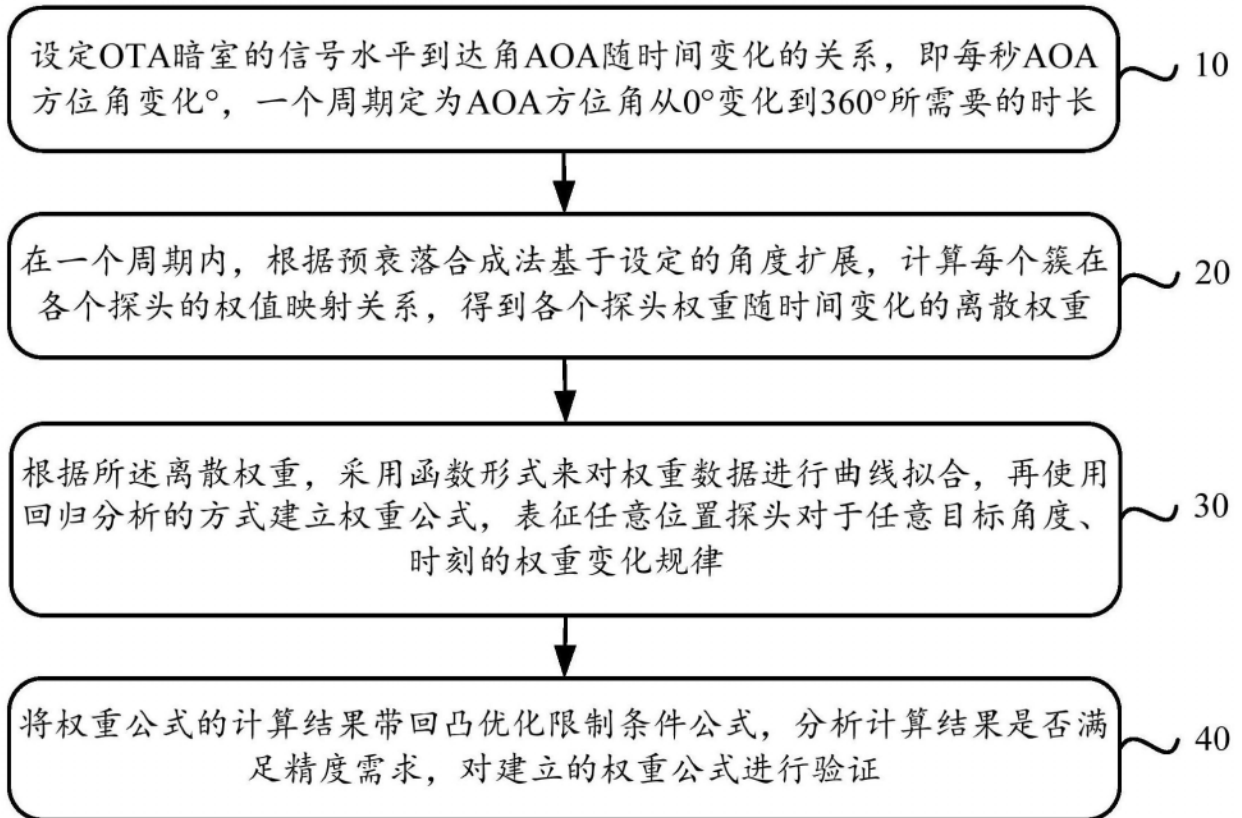 设定OTA暗室的信号水平到达角AOA随时间变化的关系，即每秒AOA
方位角变化°，一个周期定为AOA方位角从0°变化到360°所需要的时长
10
在一个周期内，根据预衰落合成法基于设定的角度扩展，计算每个簇在
各个探头的权值映射关系，得到各个探头权重随时间变化的离散权重
20
根据所述离散权重，采用函数形式来对权重数据进行曲线拟合，再使用
回归分析的方式建立权重公式，表征任意位置探头对于任意目标角度、
时刻的权重变化规律
30
将权重公式的计算结果带回凸优化限制条件公式，分析计算结果是否满
足精度需求，对建立的权重公式进行验证
40